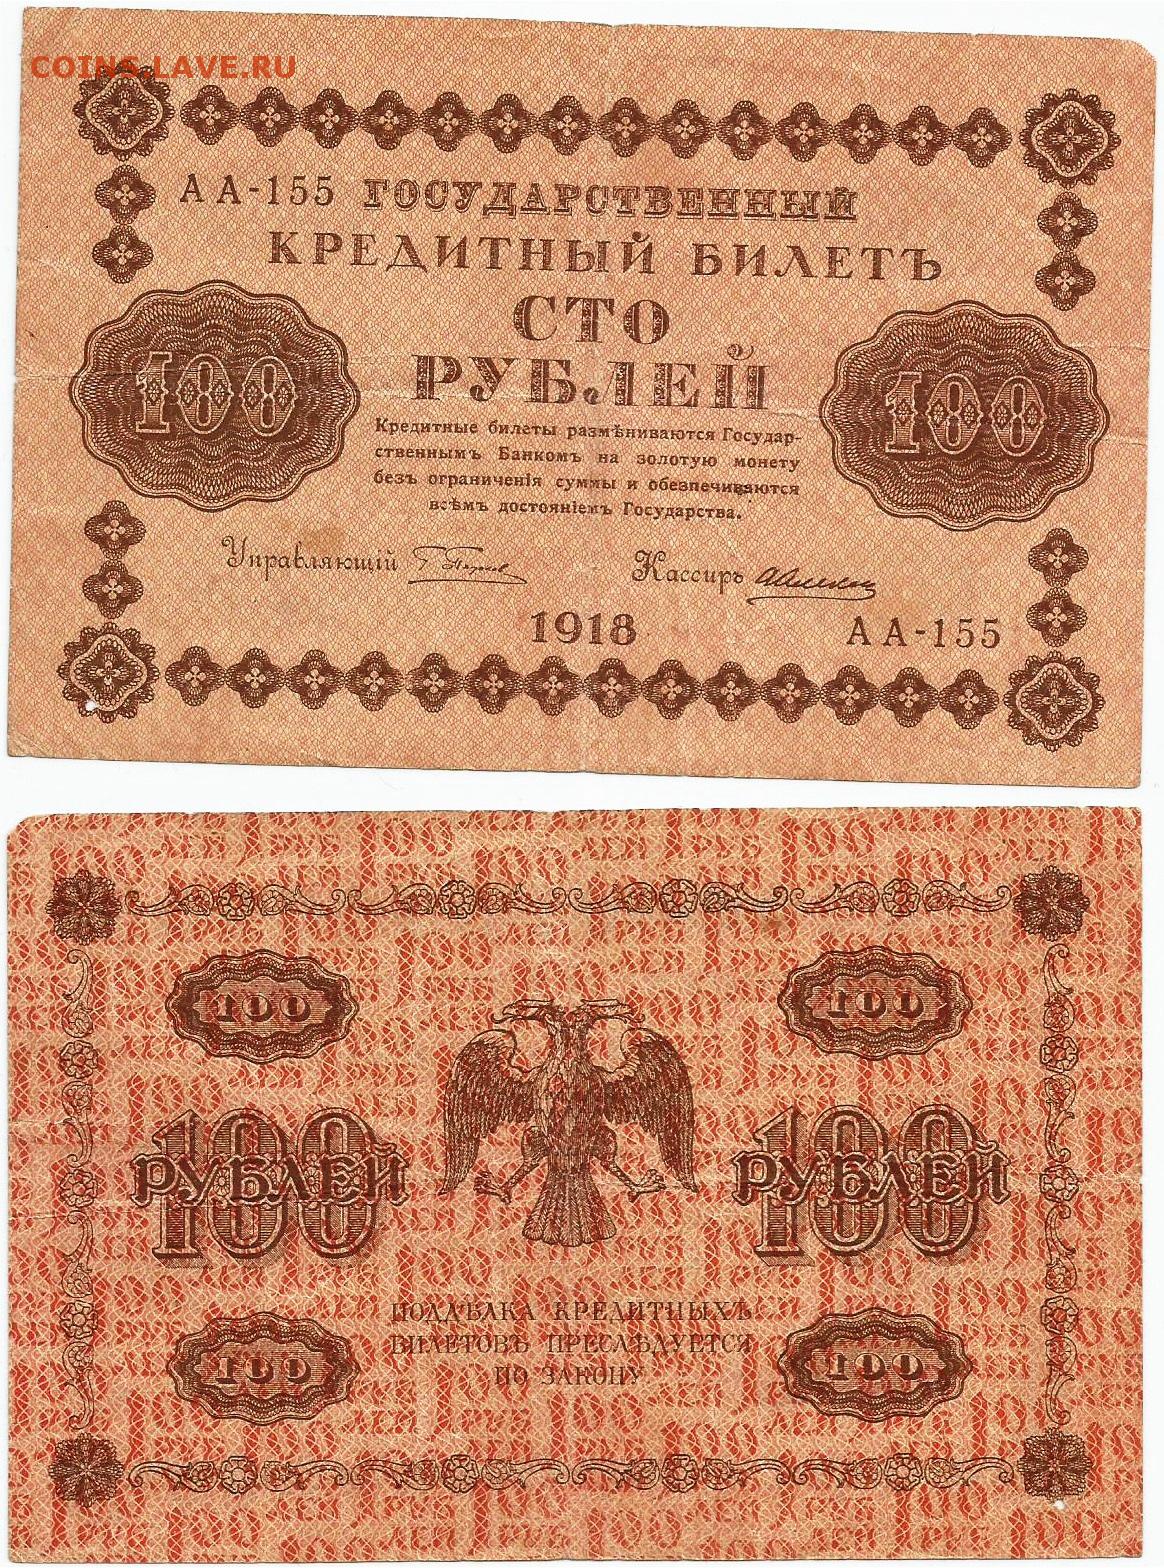 COINS.LAVE.RU
АА-155 ГОСУДАРСТВЕННЫЙ
КРЕДИТНЫЙ БИЛЕТЪ
СТО
РУБЛЕЙ
100 100
Кредитные билеты размѣниваются Государ-
ственнымъ Банкомъ на золотую монету
безъ ограниченія суммы и обезпечиваются
всѣмъ достояніемъ Государства.
Управляющій Кассиръ
1918 АА-155
100 100
100 100
РУБЛЕЙ РУБЛЕЙ
ПОДДѢЛКА КРЕДИТНЫХЪ
БИЛЕТОВЪ ПРЕСЛѢДУЕТСЯ
ПО ЗАКОНУ
100 100